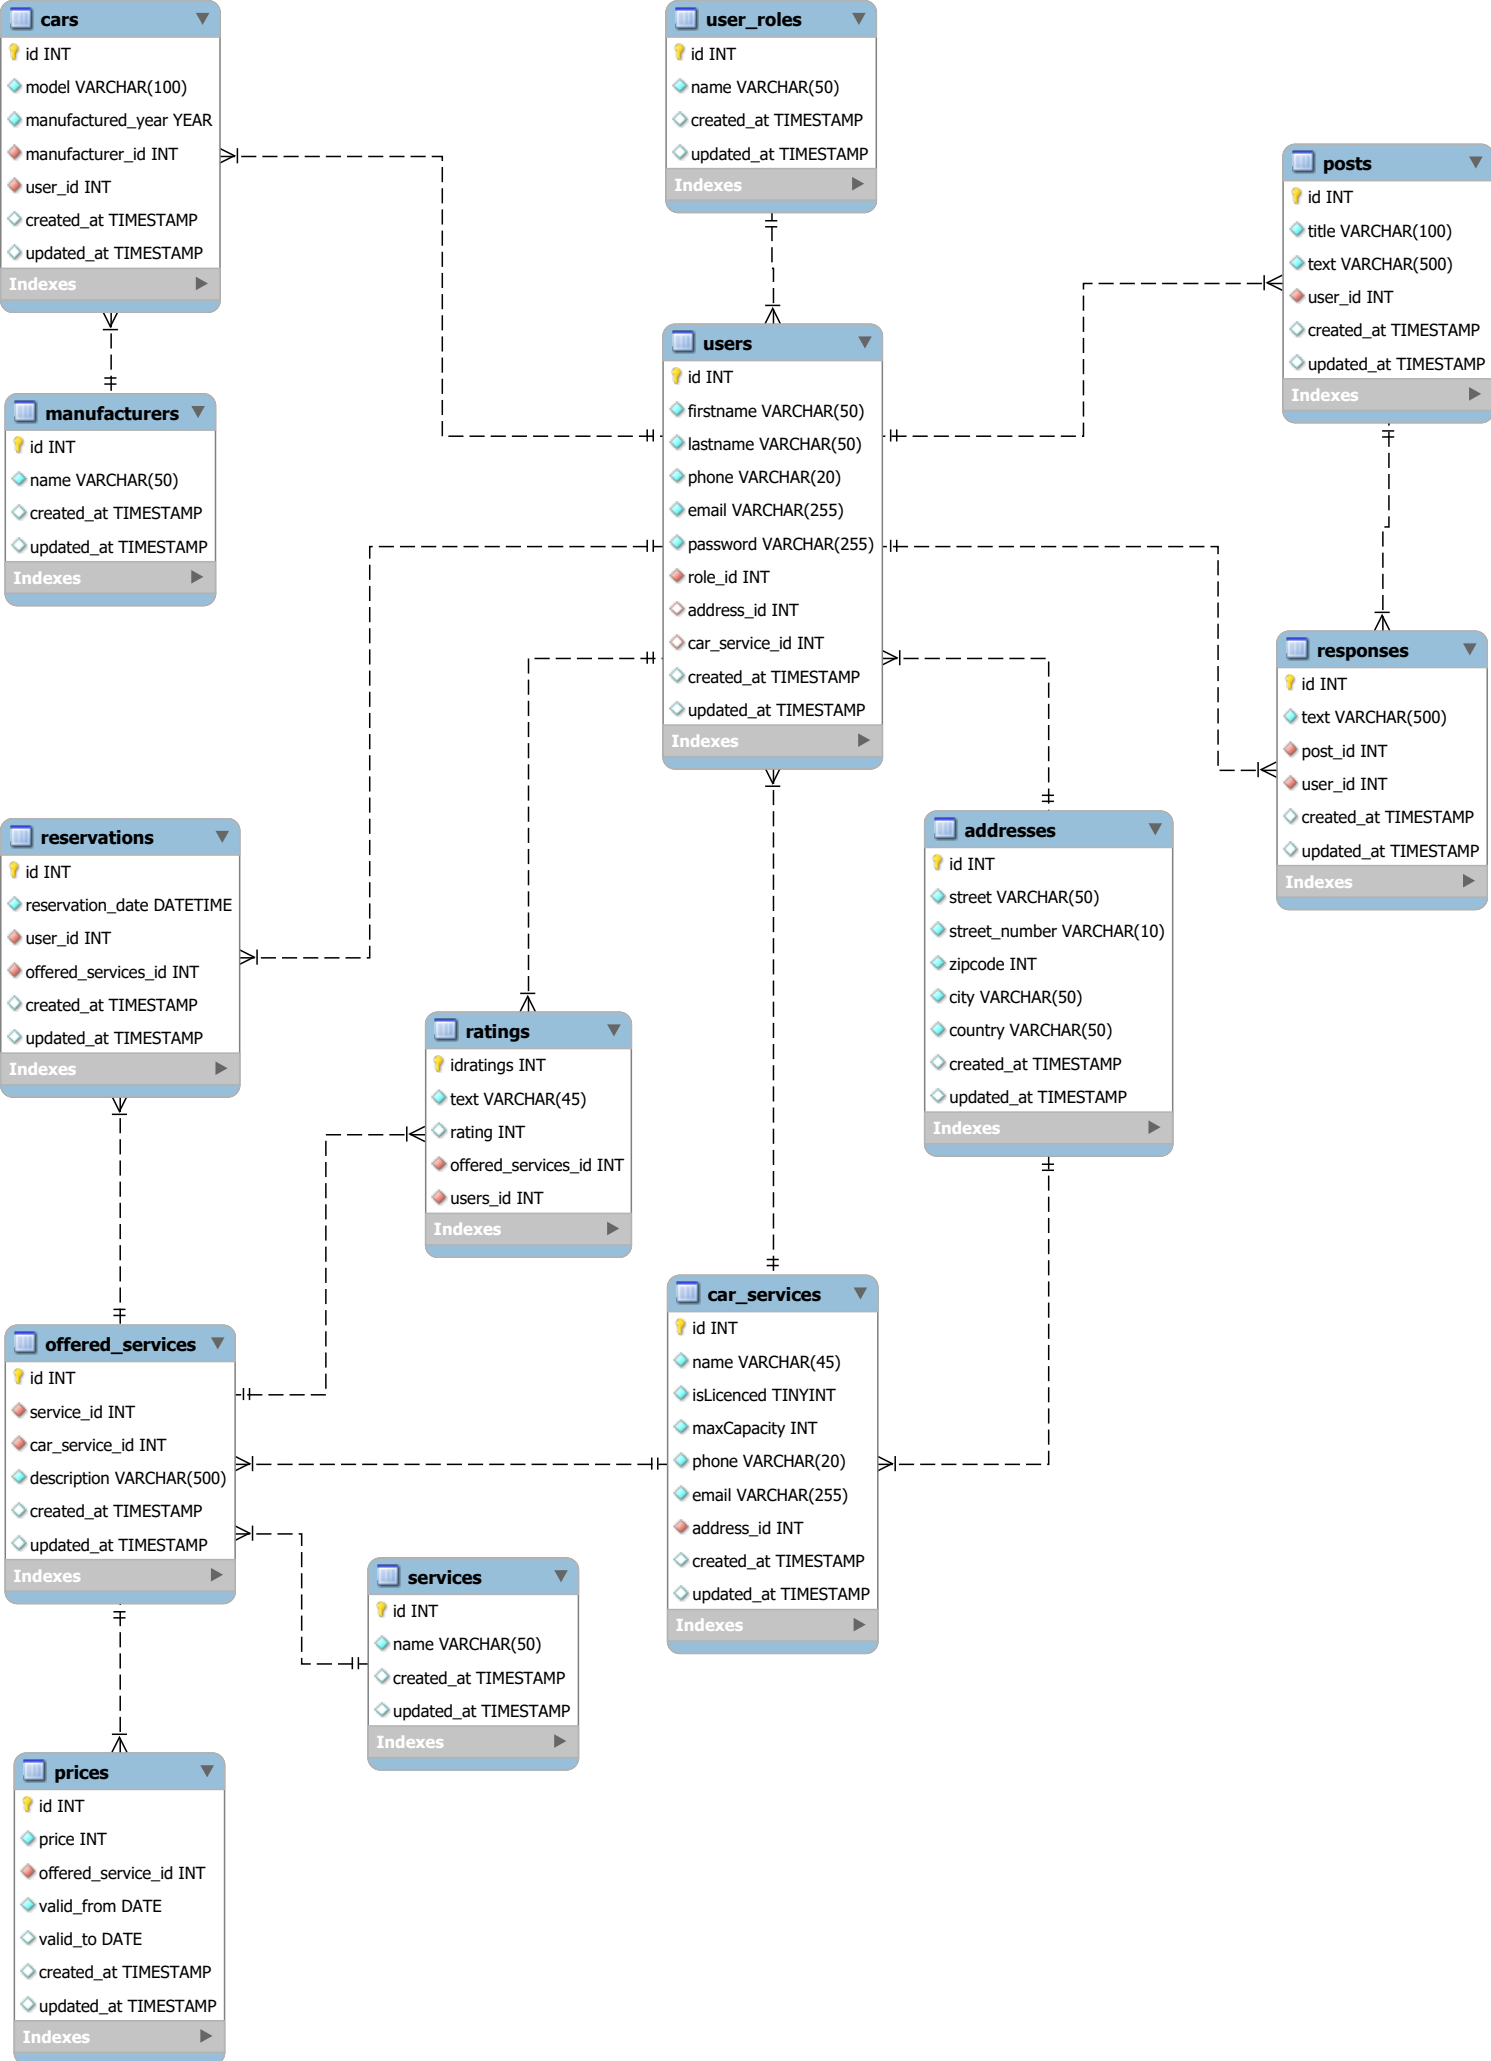 cars
id INT
model VARCHAR(100)
manufactured_year YEAR
manufacturer_id INT
user_id INT
created_at TIMESTAMP
updated_at TIMESTAMP
Indexes
manufacturers
id INT
name VARCHAR(50)
created_at TIMESTAMP
updated_at TIMESTAMP
Indexes
user_roles
id INT
name VARCHAR(50)
created_at TIMESTAMP
updated_at TIMESTAMP
Indexes
users
id INT
firstname VARCHAR(50)
lastname VARCHAR(50)
phone VARCHAR(20)
email VARCHAR(255)
password VARCHAR(255)
role_id INT
address_id INT
car_service_id INT
created_at TIMESTAMP
updated_at TIMESTAMP
Indexes
posts
id INT
title VARCHAR(100)
text VARCHAR(500)
user_id INT
created_at TIMESTAMP
updated_at TIMESTAMP
Indexes
responses
id INT
text VARCHAR(500)
post_id INT
user_id INT
created_at TIMESTAMP
updated_at TIMESTAMP
Indexes
reservations
id INT
reservation_date DATETIME
user_id INT
offered_services_id INT
created_at TIMESTAMP
updated_at TIMESTAMP
Indexes
ratings
idratings INT
text VARCHAR(45)
rating INT
offered_services_id INT
users_id INT
Indexes
addresses
id INT
street VARCHAR(50)
street_number VARCHAR(10)
zipcode INT
city VARCHAR(50)
country VARCHAR(50)
created_at TIMESTAMP
updated_at TIMESTAMP
Indexes
offered_services
id INT
service_id INT
car_service_id INT
description VARCHAR(500)
created_at TIMESTAMP
updated_at TIMESTAMP
Indexes
car_services
id INT
name VARCHAR(45)
isLicenced TINYINT
maxCapacity INT
phone VARCHAR(20)
email VARCHAR(255)
address_id INT
created_at TIMESTAMP
updated_at TIMESTAMP
Indexes
services
id INT
name VARCHAR(50)
created_at TIMESTAMP
updated_at TIMESTAMP
Indexes
prices
id INT
price INT
offered_service_id INT
valid_from DATE
valid_to DATE
created_at TIMESTAMP
updated_at TIMESTAMP
Indexes